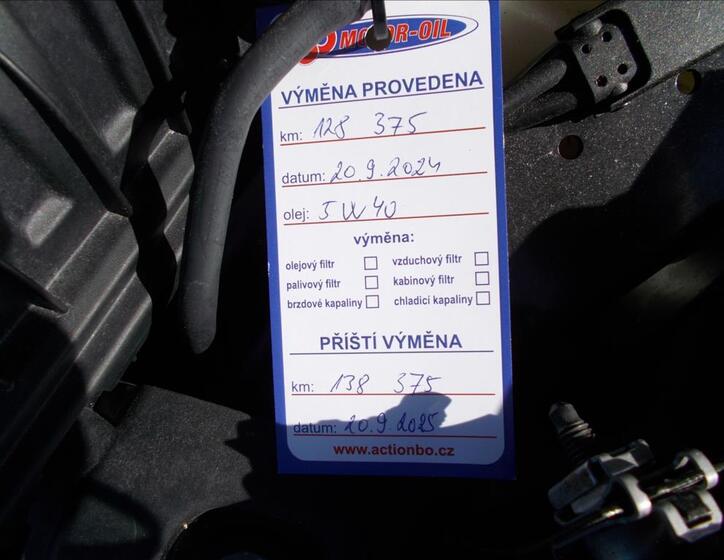 MOTOR-OIL
VÝMĚNA PROVEDENA
km: 128 375
datum: 20.9.2024
olej: 5W40
výměna:
olejový filtr vzduchový filtr
palivový filtr kabinový filtr
brzdové kapaliny chladicí kapaliny
PŘÍŠTÍ VÝMĚNA
km: 138 375
datum: 20.9.2025
www.actionbo.cz